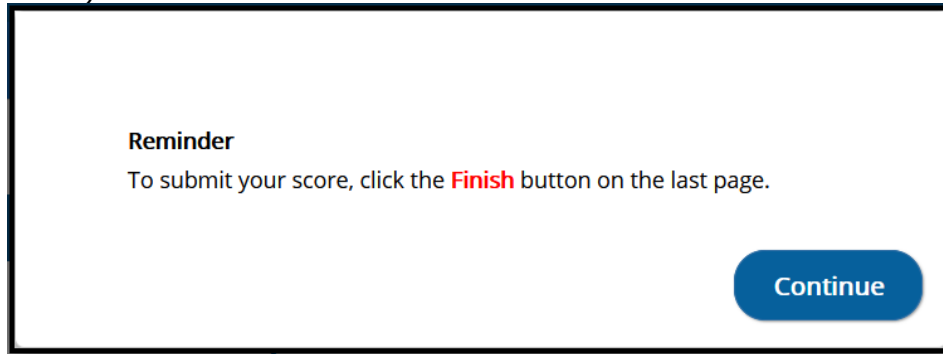 Reminder
To submit your score, click the Finish button on the last page.
Continue